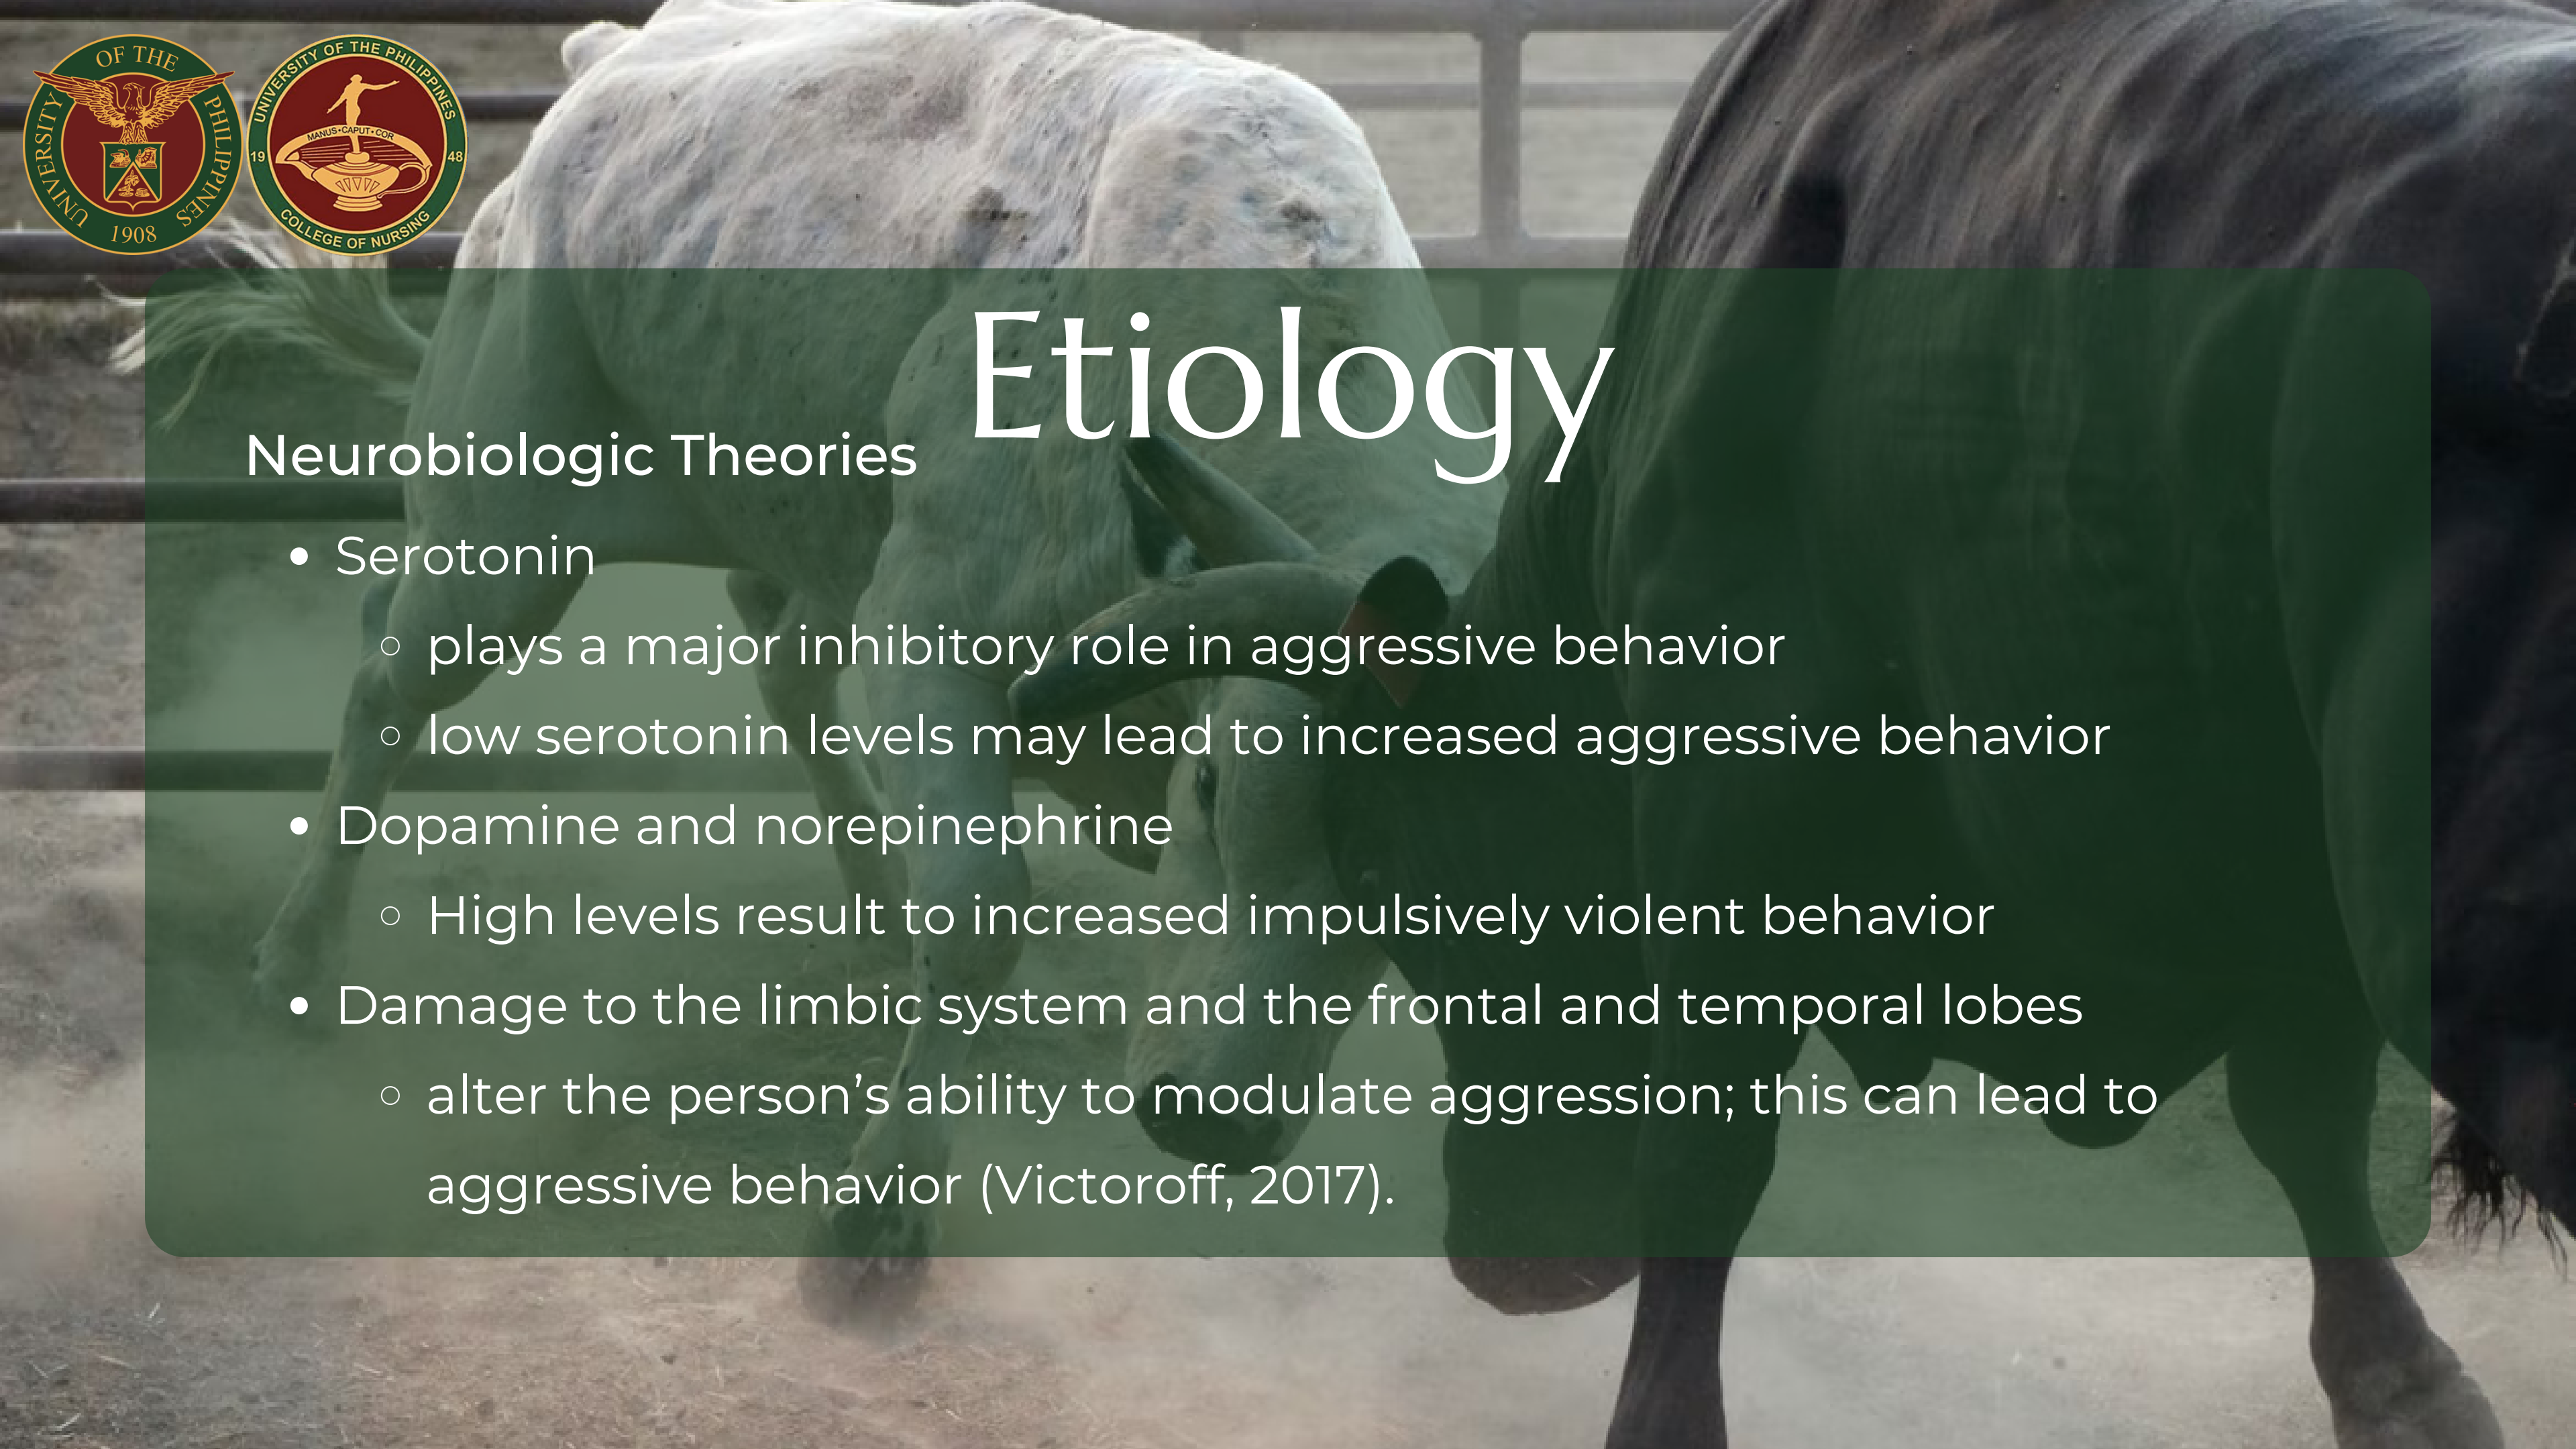 UNIVERSITY OF THE PHILIPPINES
1908
UNIVERSITY OF THE PHILIPPINES
MANUS•CAPUT•COR
19 48
COLLEGE OF NURSING
Etiology
Neurobiologic Theories
• Serotonin
◦ plays a major inhibitory role in aggressive behavior
◦ low serotonin levels may lead to increased aggressive behavior
• Dopamine and norepinephrine
◦ High levels result to increased impulsively violent behavior
• Damage to the limbic system and the frontal and temporal lobes
◦ alter the person’s ability to modulate aggression; this can lead to
aggressive behavior (Victoroff, 2017).